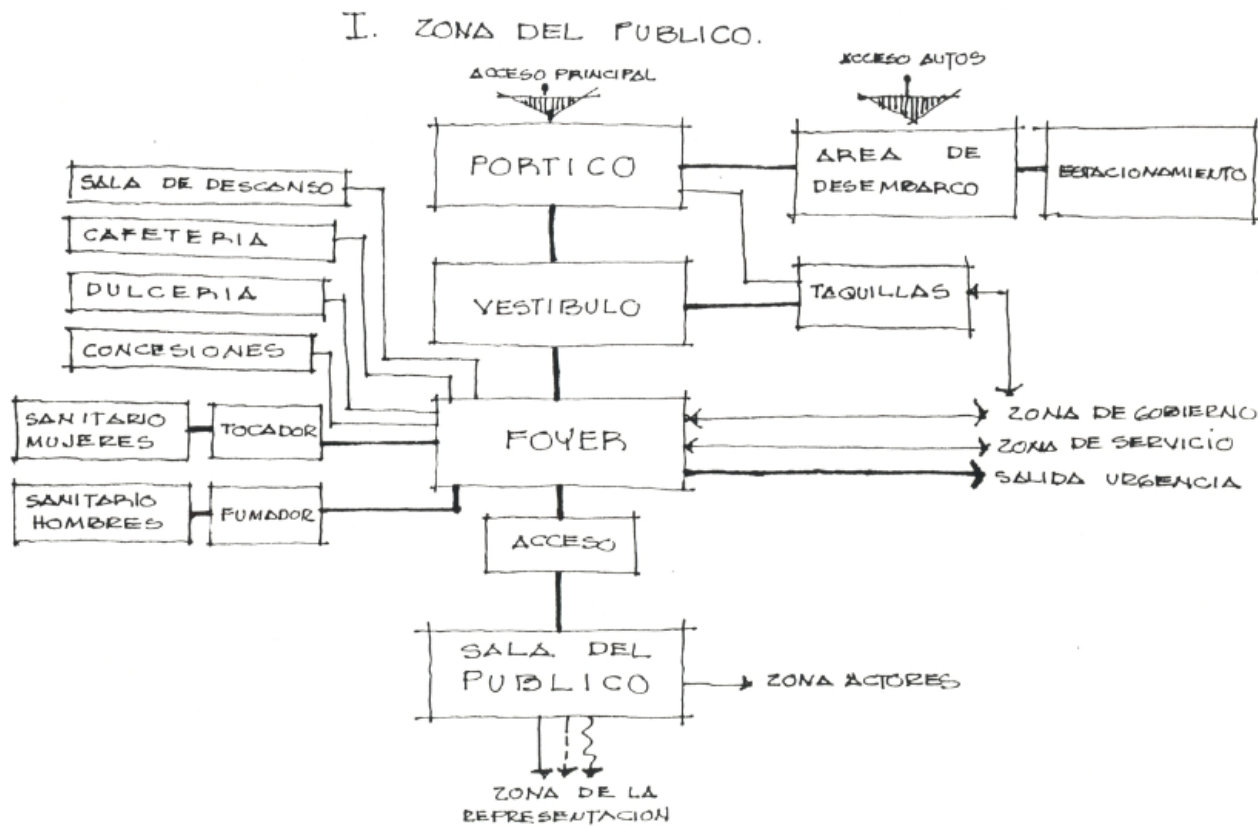 I. ZONA DEL PUBLICO.
ACCESO PRINCIPAL
ACCESO AUTOS
PORTICO
AREA DE
DESEMBARCO
ESTACIONAMIENTO
SALA DE DESCANSO
CAFETERIA
DULCERIA
CONCESIONES
VESTIBULO
TAQUILLAS
SANITARIO
MUJERES
TOCADOR
FOYER
ZONA DE GOBIERNO
ZONA DE SERVICIO
SALIDA URGENCIA
SANITARIO
HOMBRES
FUMADOR
ACCESO
SALA DEL
PUBLICO
ZONA ACTORES
ZONA DE LA
REPRESENTACION